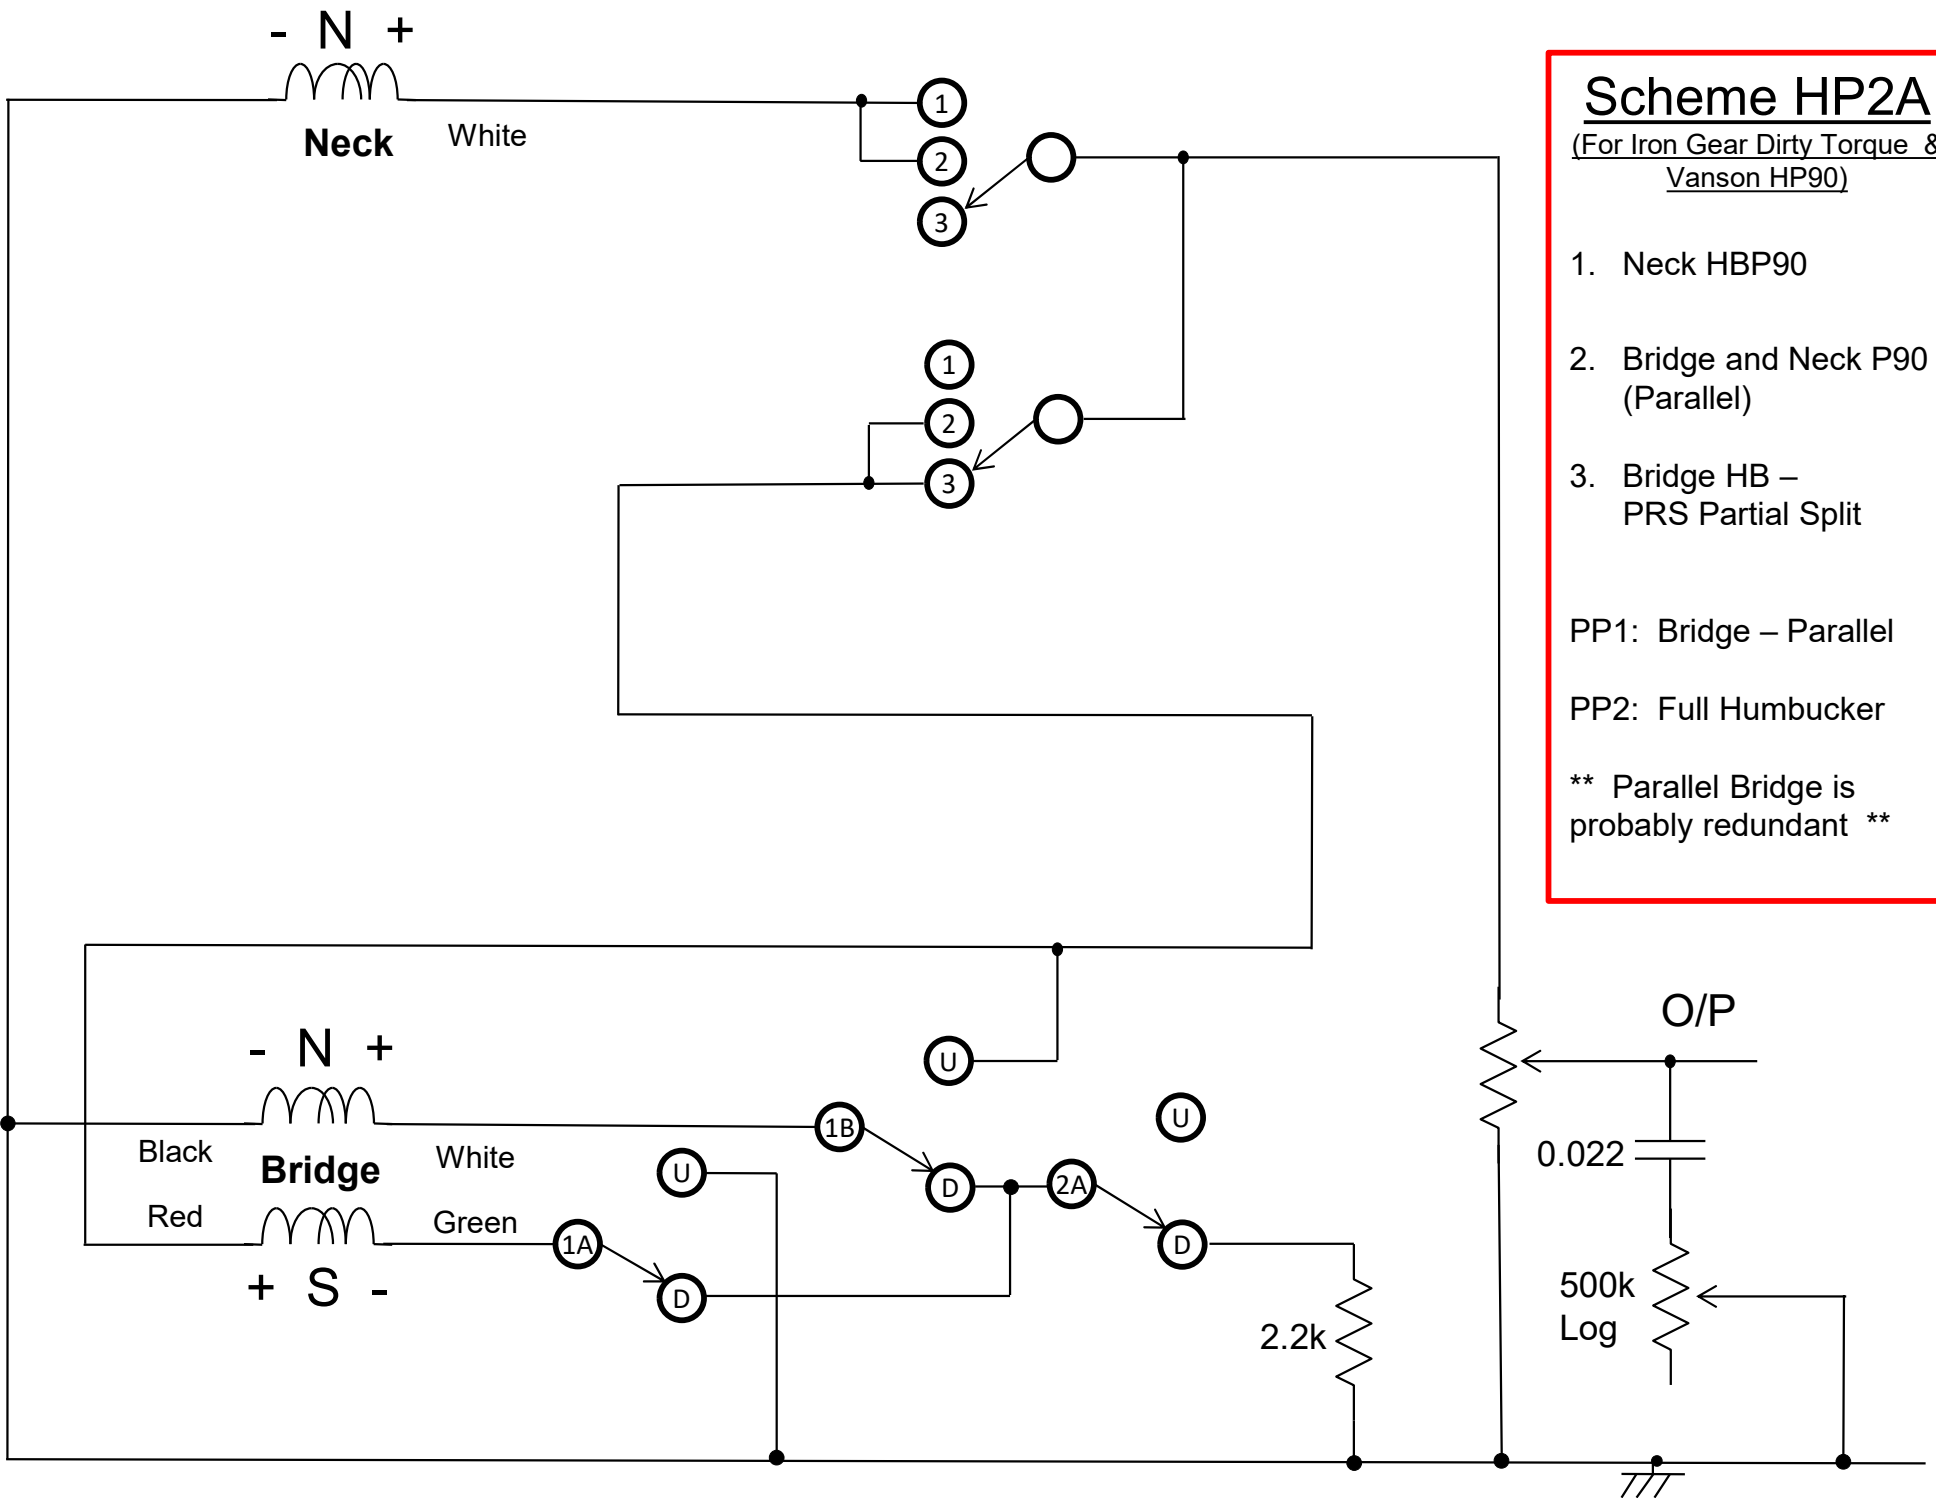 - N +
Neck
White
1
2
3
1
2
3
Scheme HP2A
(For Iron Gear Dirty Torque &
Vanson HP90)
1. Neck HBP90
2. Bridge and Neck P90
(Parallel)
3. Bridge HB –
PRS Partial Split
PP1: Bridge – Parallel
PP2: Full Humbucker
** Parallel Bridge is
probably redundant **
O/P
- N +
Black
Bridge
White
Red
Green
+ S -
U
1B
U
U
D
2A
1A
D
D
0.022
2.2k
500k
Log